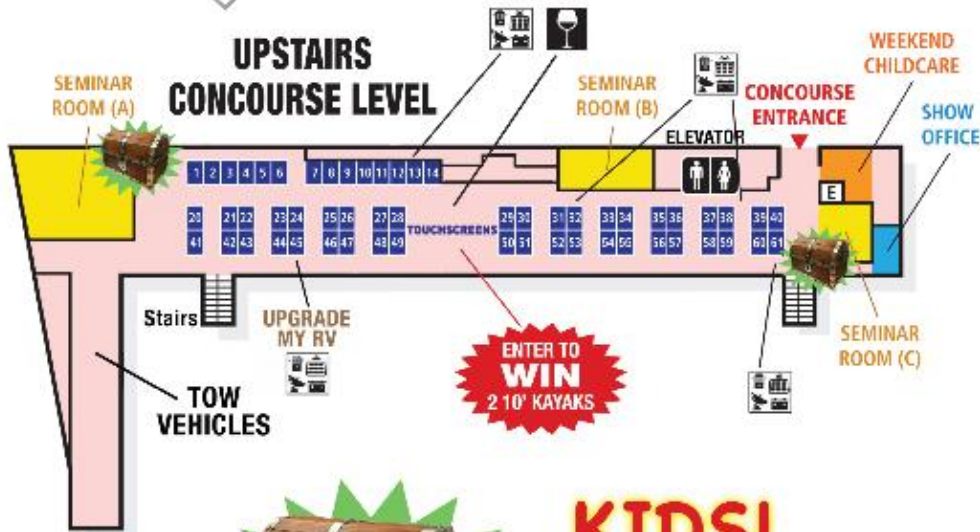 UPSTAIRS
CONCOURSE LEVEL
SEMINAR
ROOM (A)
SEMINAR
ROOM (B)
ELEVATOR
CONCOURSE
ENTRANCE
WEEKEND
CHILDCARE
SHOW
OFFICE
E
1 2 3 4 5 6 7 8 9 10 11 12 13 14
20 21 22 23 24 25 26 27 28 29 30 31 32 33 34 35 36 37 38 39 40
TOUCHSCREENS
41 42 43 44 45 46 47 48 49 50 51 52 53 54 55 56 57 58 59 60 61
Stairs
UPGRADE
MY RV
TOW
VEHICLES
ENTER TO
WIN
2 10' KAYAKS
SEMINAR
ROOM (C)
KIDS!